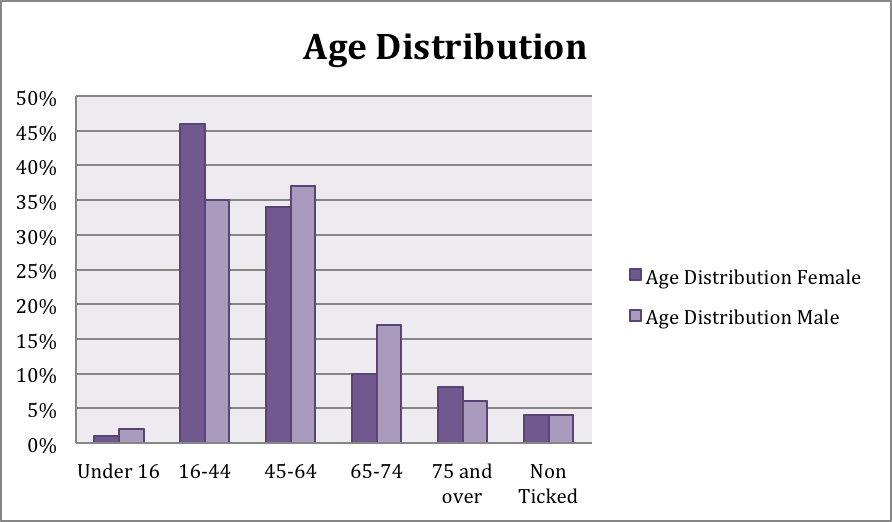 Age Distribution
50%
45%
40%
35%
30%
25%
20%
15%
10%
5%
0%
Under 16
16-44
45-64
65-74
75 and
over
Non
Ticked
Age Distribution Female
Age Distribution Male